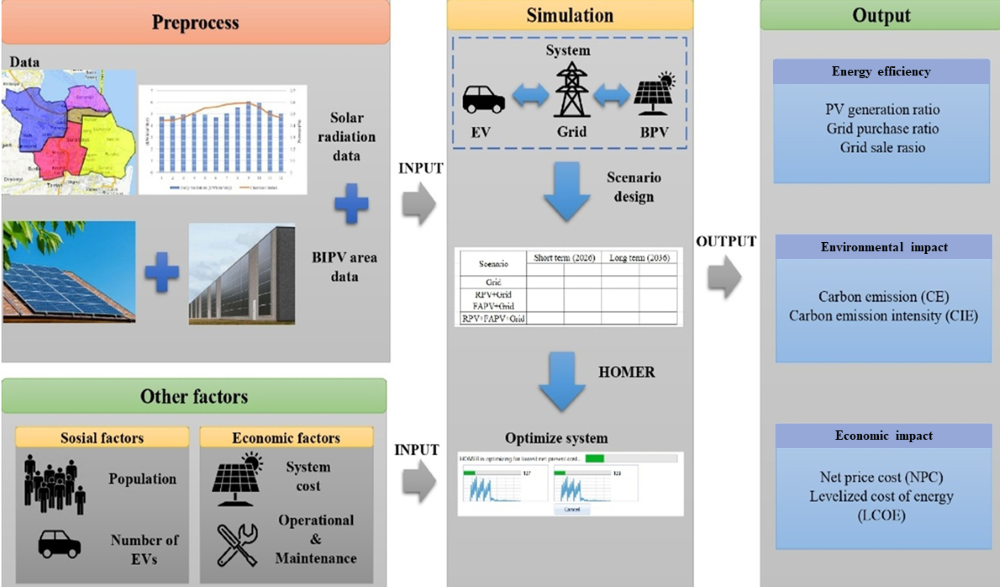 Preprocess
Data
Solar
radiation
data
BIPV area
data
INPUT
Other factors
Sosial factors
Population
Number of
EVs
Economic factors
System
cost
Operational
&
Maintenance
INPUT
Simulation
System
EV
Grid
BPV
Scenario
design
Scenario
Short term (2026)
Long term (2036)
Grid
RPV+Grid
FAPV+Grid
RPV+FAPV+Grid
HOMER
Optimize system
HOMER is optimizing for lowest net present cost..
Cancel
OUTPUT
Output
Energy efficiency
PV generation ratio
Grid purchase ratio
Grid sale rasio
Environmental impact
Carbon emission (CE)
Carbon emission intensity (CIE)
Economic impact
Net price cost (NPC)
Levelized cost of energy
(LCOE)